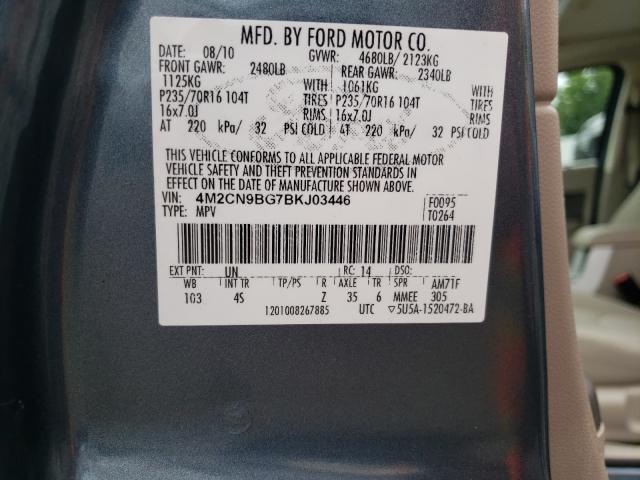 MFD. BY FORD MOTOR CO.
DATE: 08/10 GVWR: 4680LB/ 2123KG
FRONT GAWR: 2480LB REAR GAWR: 2340LB
1125KG WITH 1061KG WITH
P235/70R16 104T TIRES P235/70R16 104T TIRES
16x7.0J RIMS 16x7.0J RIMS
AT 220 kPa/ 32 PSI COLD AT 220 kPa/ 32 PSI COLD
THIS VEHICLE CONFORMS TO ALL APPLICABLE FEDERAL MOTOR
VEHICLE SAFETY AND THEFT PREVENTION STANDARDS IN
EFFECT ON THE DATE OF MANUFACTURE SHOWN ABOVE.
VIN: 4M2CN9BG7BKJ03446 F0095
TYPE: MPV T0264
EXT PNT: UN RC: 14 DSO:
WB INT TR TP/PS R AXLE TR SPR AM71F
103 4S Z 35 6 MMEE 305
1201008267885 UTC ▽5U5A-1520472-BA